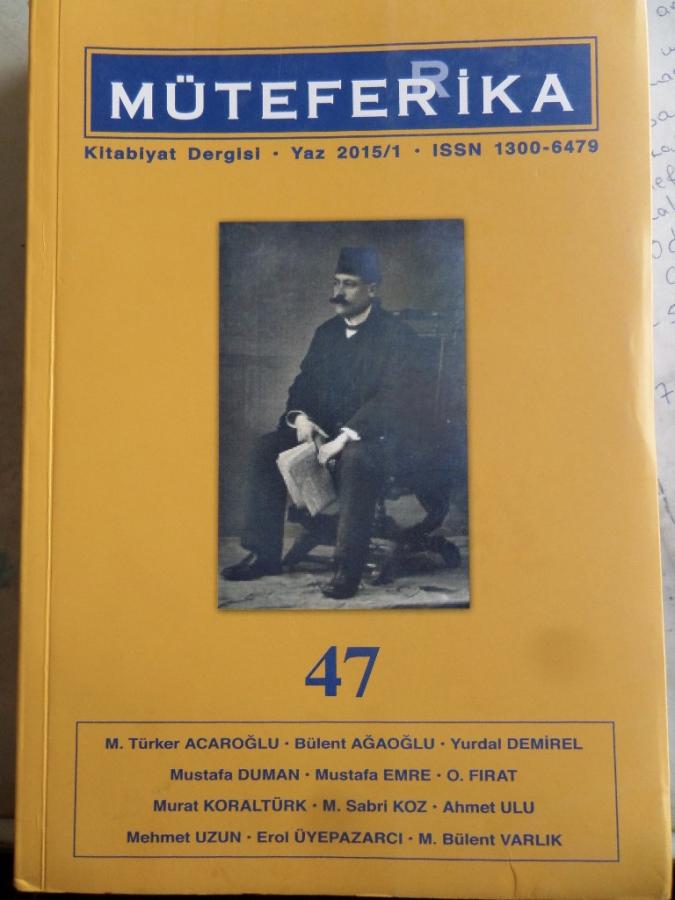 MÜTEFERRİKA
Kitabiyat Dergisi • Yaz 2015/1 • ISSN 1300-6479
47
M. Türker ACAROĞLU • Bülent AĞAOĞLU • Yurdal DEMİREL
Mustafa DUMAN • Mustafa EMRE • O. FIRAT
Murat KORALTÜRK • M. Sabri KOZ • Ahmet ULU
Mehmet UZUN • Erol ÜYEPAZARCI • M. Bülent VARLIK